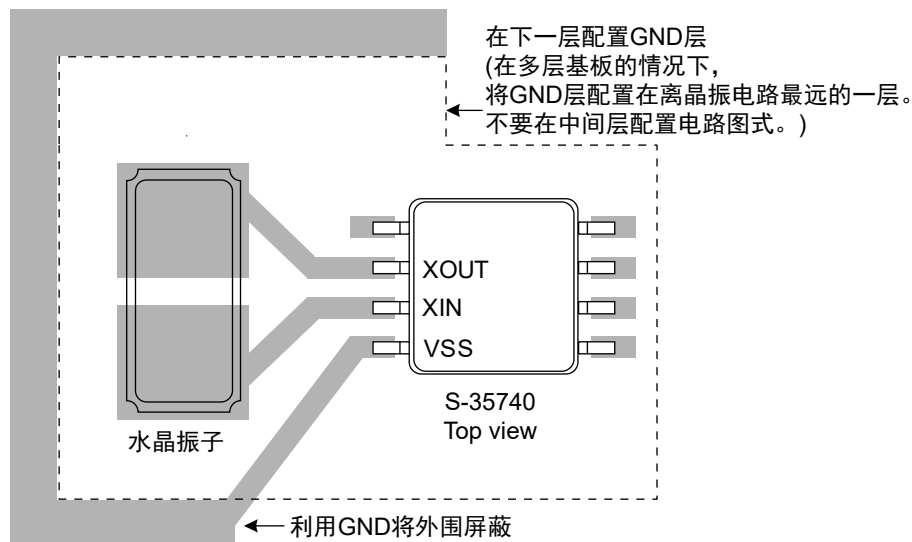 在下一层配置GND层
(在多层基板的情况下，
将GND层配置在离晶振电路最远的一层。
不要在中间层配置电路图式。)
XOUT
XIN
VSS
S-35740
Top view
水晶振子
利用GND将外围屏蔽